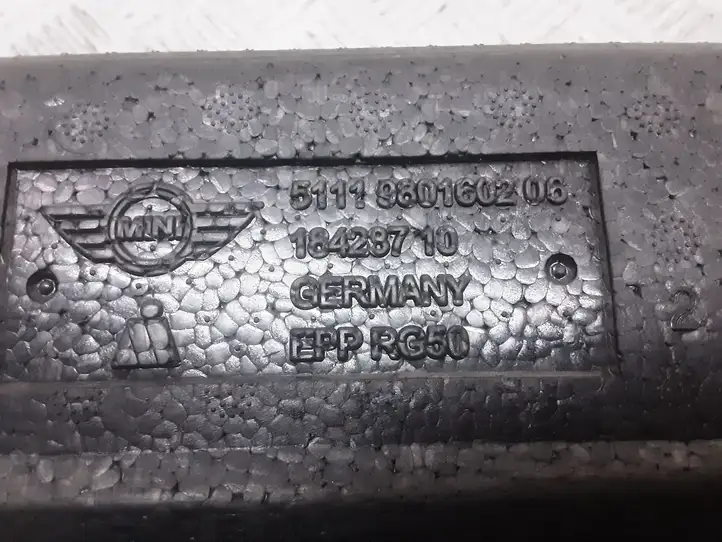 MINI
5111 9801602 06
184287 10
GERMANY
EPP RG50
2